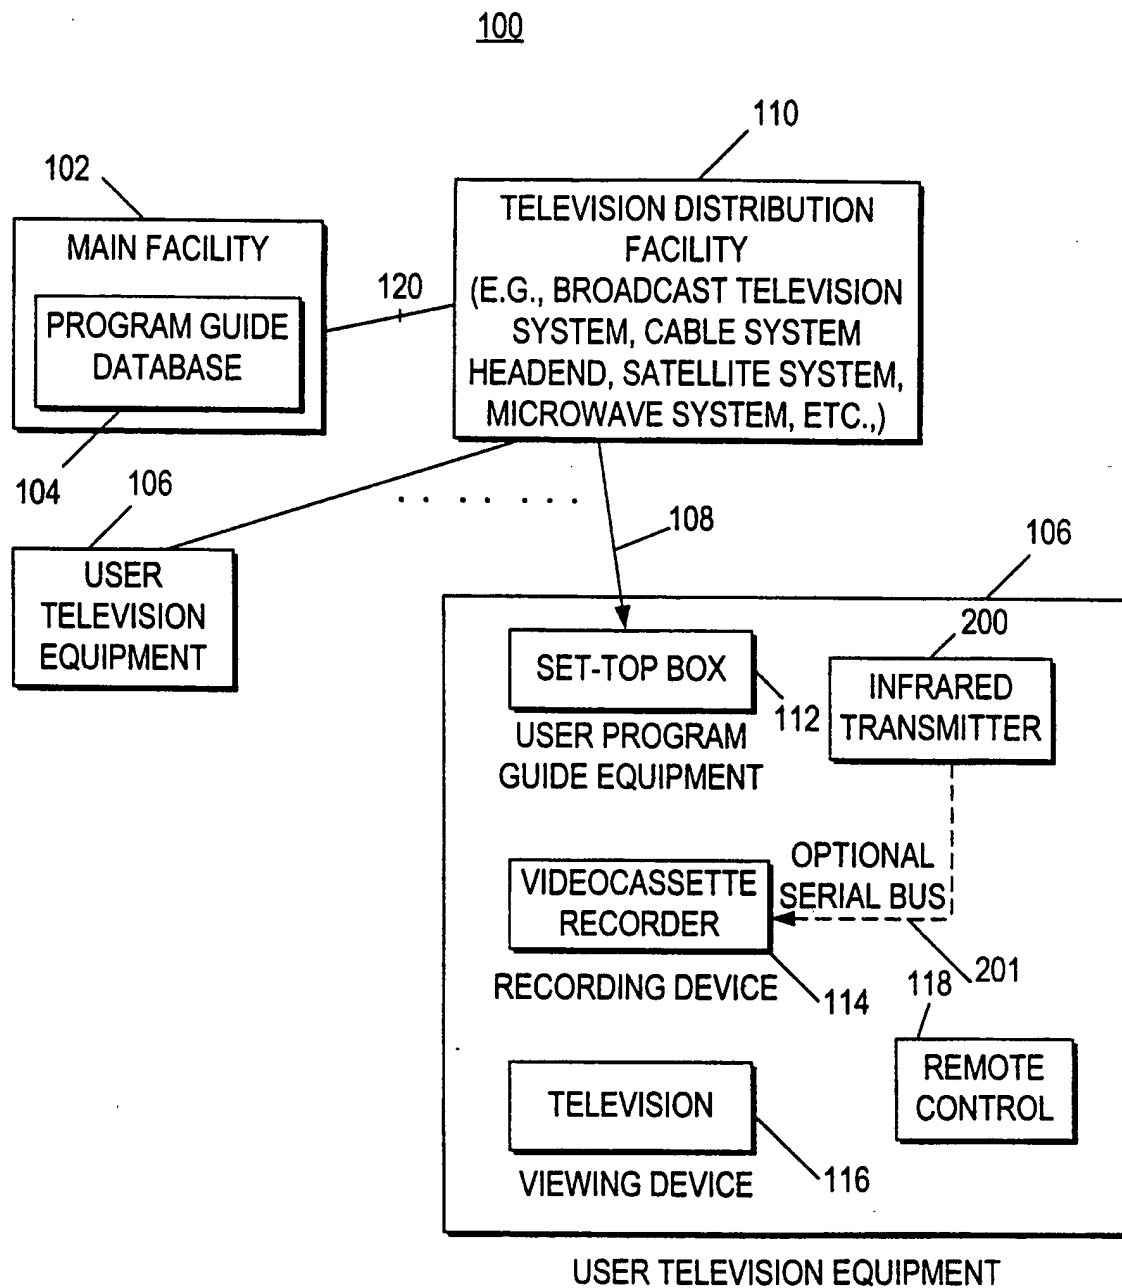 100
110
102
MAIN FACILITY
PROGRAM GUIDE
DATABASE
104
120
TELEVISION DISTRIBUTION
FACILITY
(E.G., BROADCAST TELEVISION
SYSTEM, CABLE SYSTEM
HEADEND, SATELLITE SYSTEM,
MICROWAVE SYSTEM, ETC.,)
106
USER
TELEVISION
EQUIPMENT
108
106
200
SET-TOP BOX
112
USER PROGRAM
GUIDE EQUIPMENT
INFRARED
TRANSMITTER
OPTIONAL
SERIAL BUS
VIDEOCASSETTE
RECORDER
201
RECORDING DEVICE
114
118
REMOTE
CONTROL
TELEVISION
116
VIEWING DEVICE
USER TELEVISION EQUIPMENT